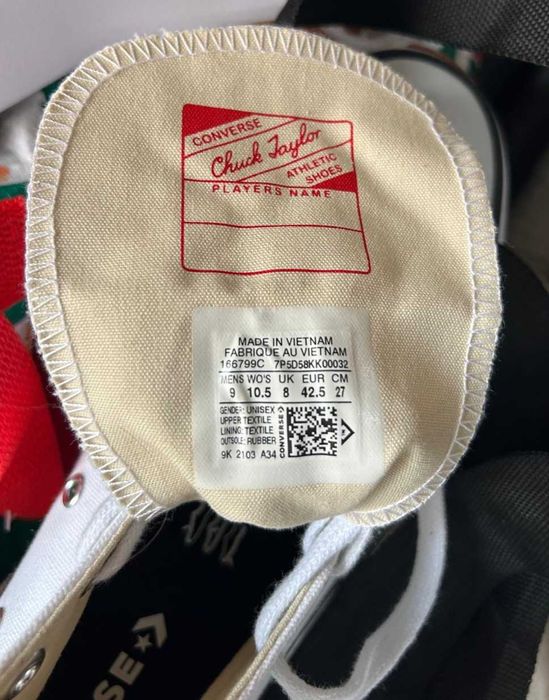 CONVERSE
Chuck Taylor
ATHLETIC
SHOES
PLAYERS NAME
MADE IN VIETNAM
FABRIQUE AU VIETNAM
166799C 7P5D58KK00032
MENS WO'S UK EUR CM
9 10.5 8 42.5 27
GENDER: UNISEX
UPPER: TEXTILE
LINING: TEXTILE
OUTSOLE: RUBBER
CONVERSE
9K 2103 A34